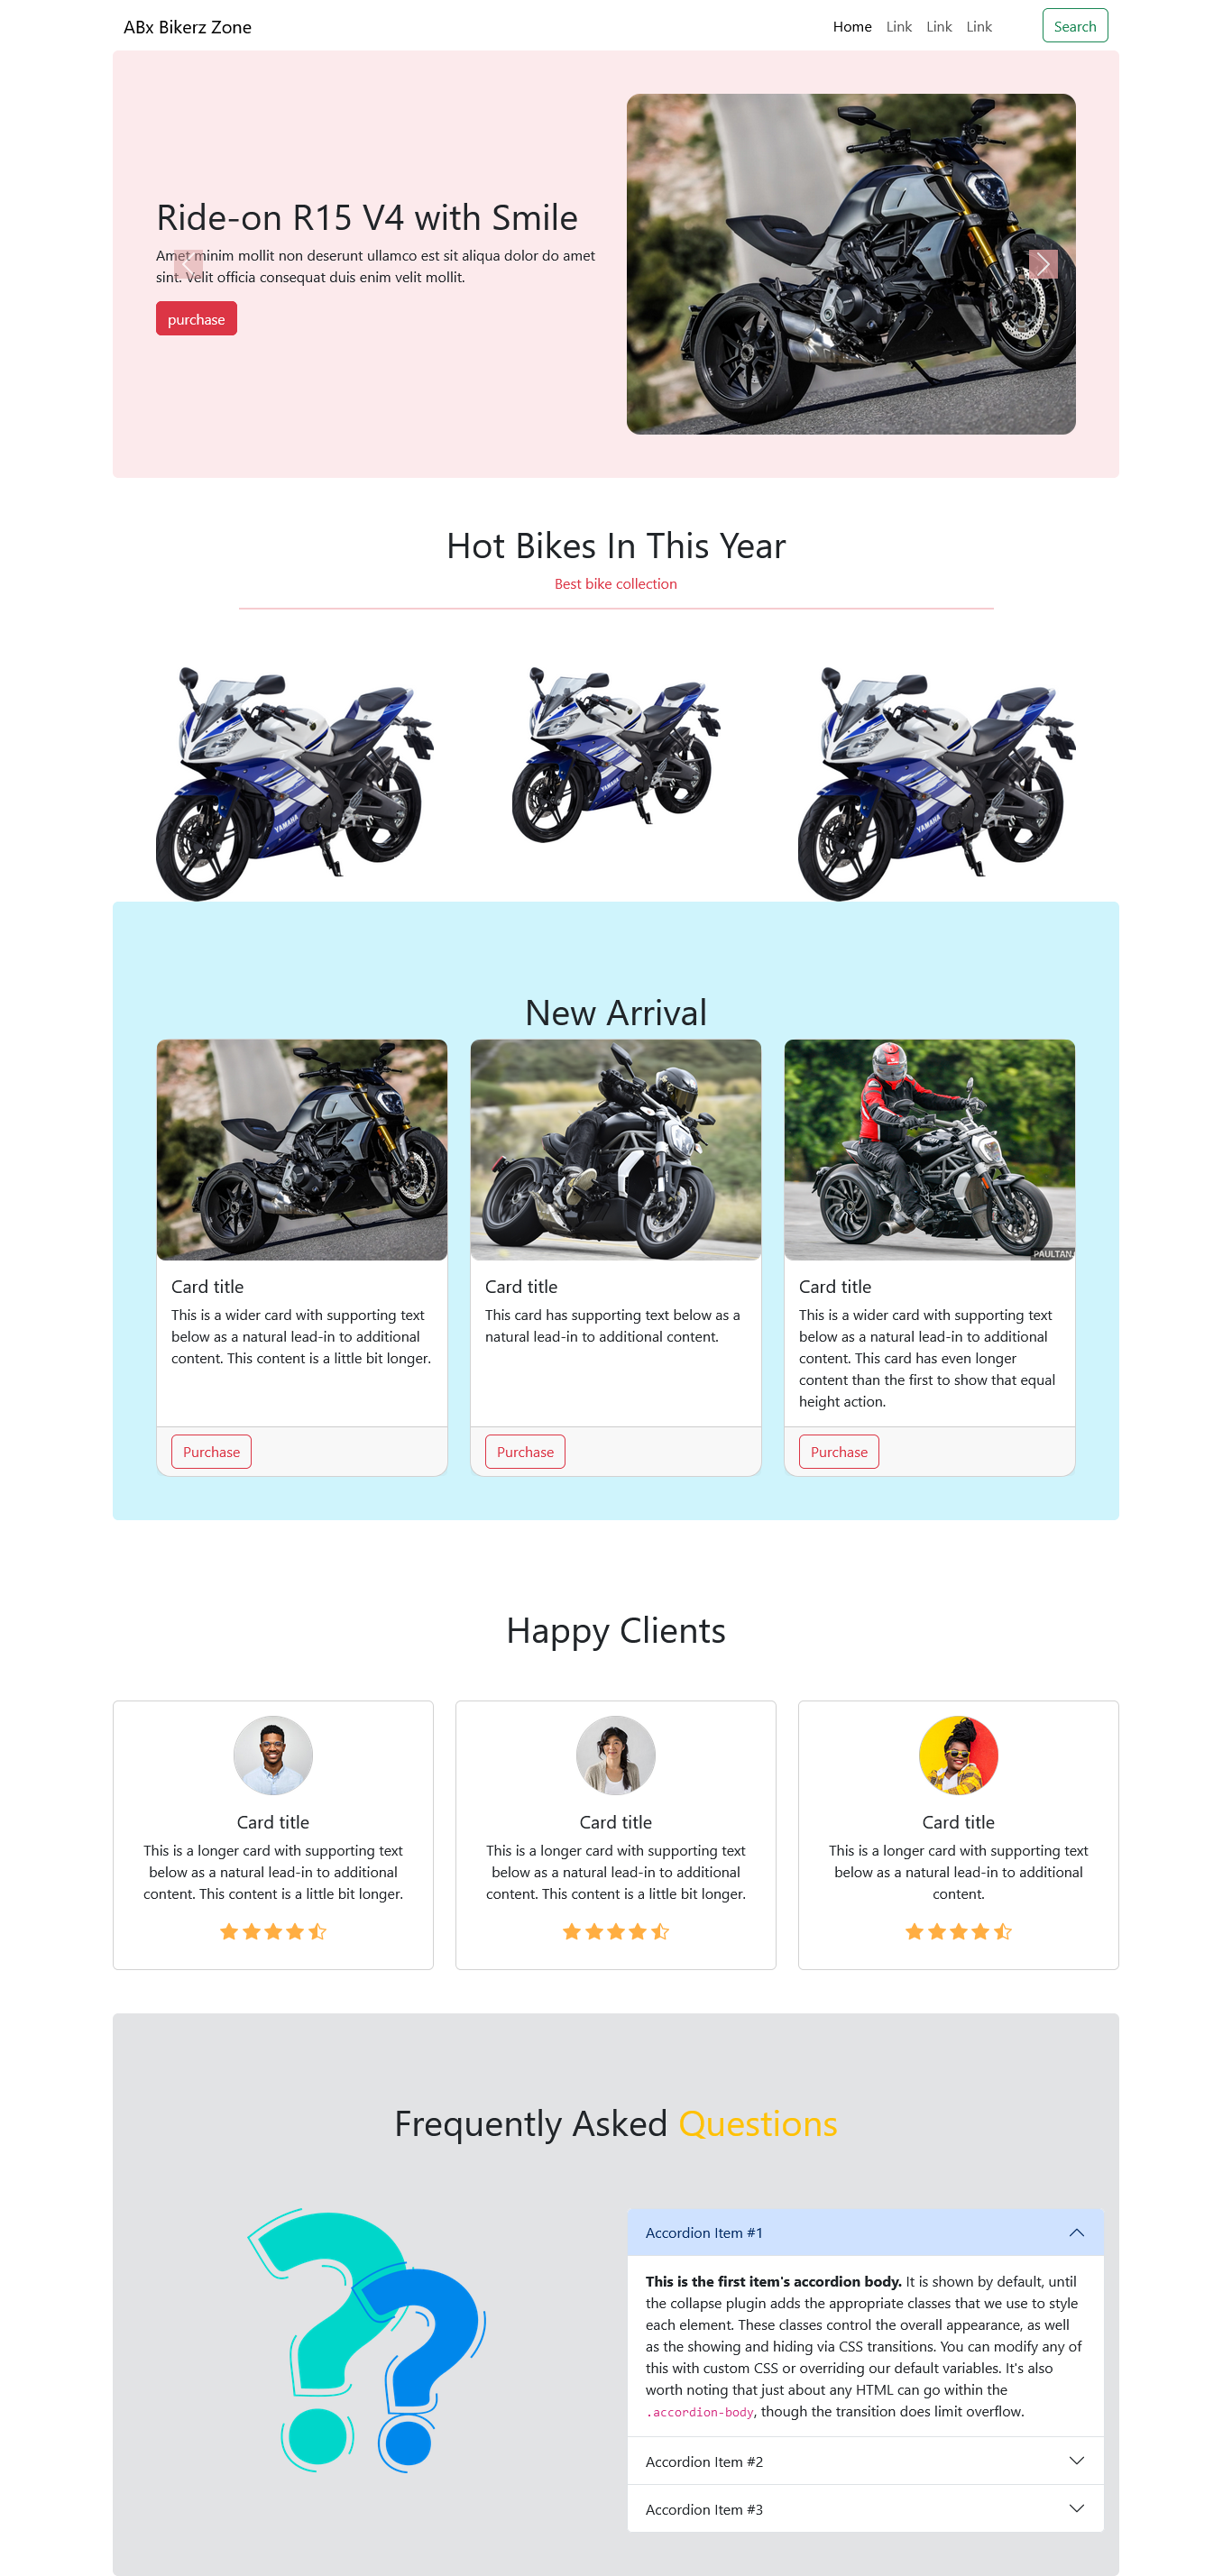 ABx Bikerz Zone
Home Link Link Link Search
Ride-on R15 V4 with Smile
Amet minim mollit non deserunt ullamco est sit aliqua dolor do amet
sint. Velit officia consequat duis enim velit mollit.
purchase
Hot Bikes In This Year
Best bike collection
YAMAHA
YAMAHA
YAMAHA
New Arrival
PAULTAN
Card title
This is a wider card with supporting text
below as a natural lead-in to additional
content. This content is a little bit longer.
Purchase
Card title
This card has supporting text below as a
natural lead-in to additional content.
Purchase
Card title
This is a wider card with supporting text
below as a natural lead-in to additional
content. This card has even longer
content than the first to show that equal
height action.
Purchase
Happy Clients
Card title
This is a longer card with supporting text
below as a natural lead-in to additional
content. This content is a little bit longer.
Card title
This is a longer card with supporting text
below as a natural lead-in to additional
content. This content is a little bit longer.
Card title
This is a longer card with supporting text
below as a natural lead-in to additional
content.
Frequently Asked Questions
Accordion Item #1
This is the first item's accordion body. It is shown by default, until
the collapse plugin adds the appropriate classes that we use to style
each element. These classes control the overall appearance, as well
as the showing and hiding via CSS transitions. You can modify any of
this with custom CSS or overriding our default variables. It's also
worth noting that just about any HTML can go within the
.accordion-body, though the transition does limit overflow.
Accordion Item #2
Accordion Item #3